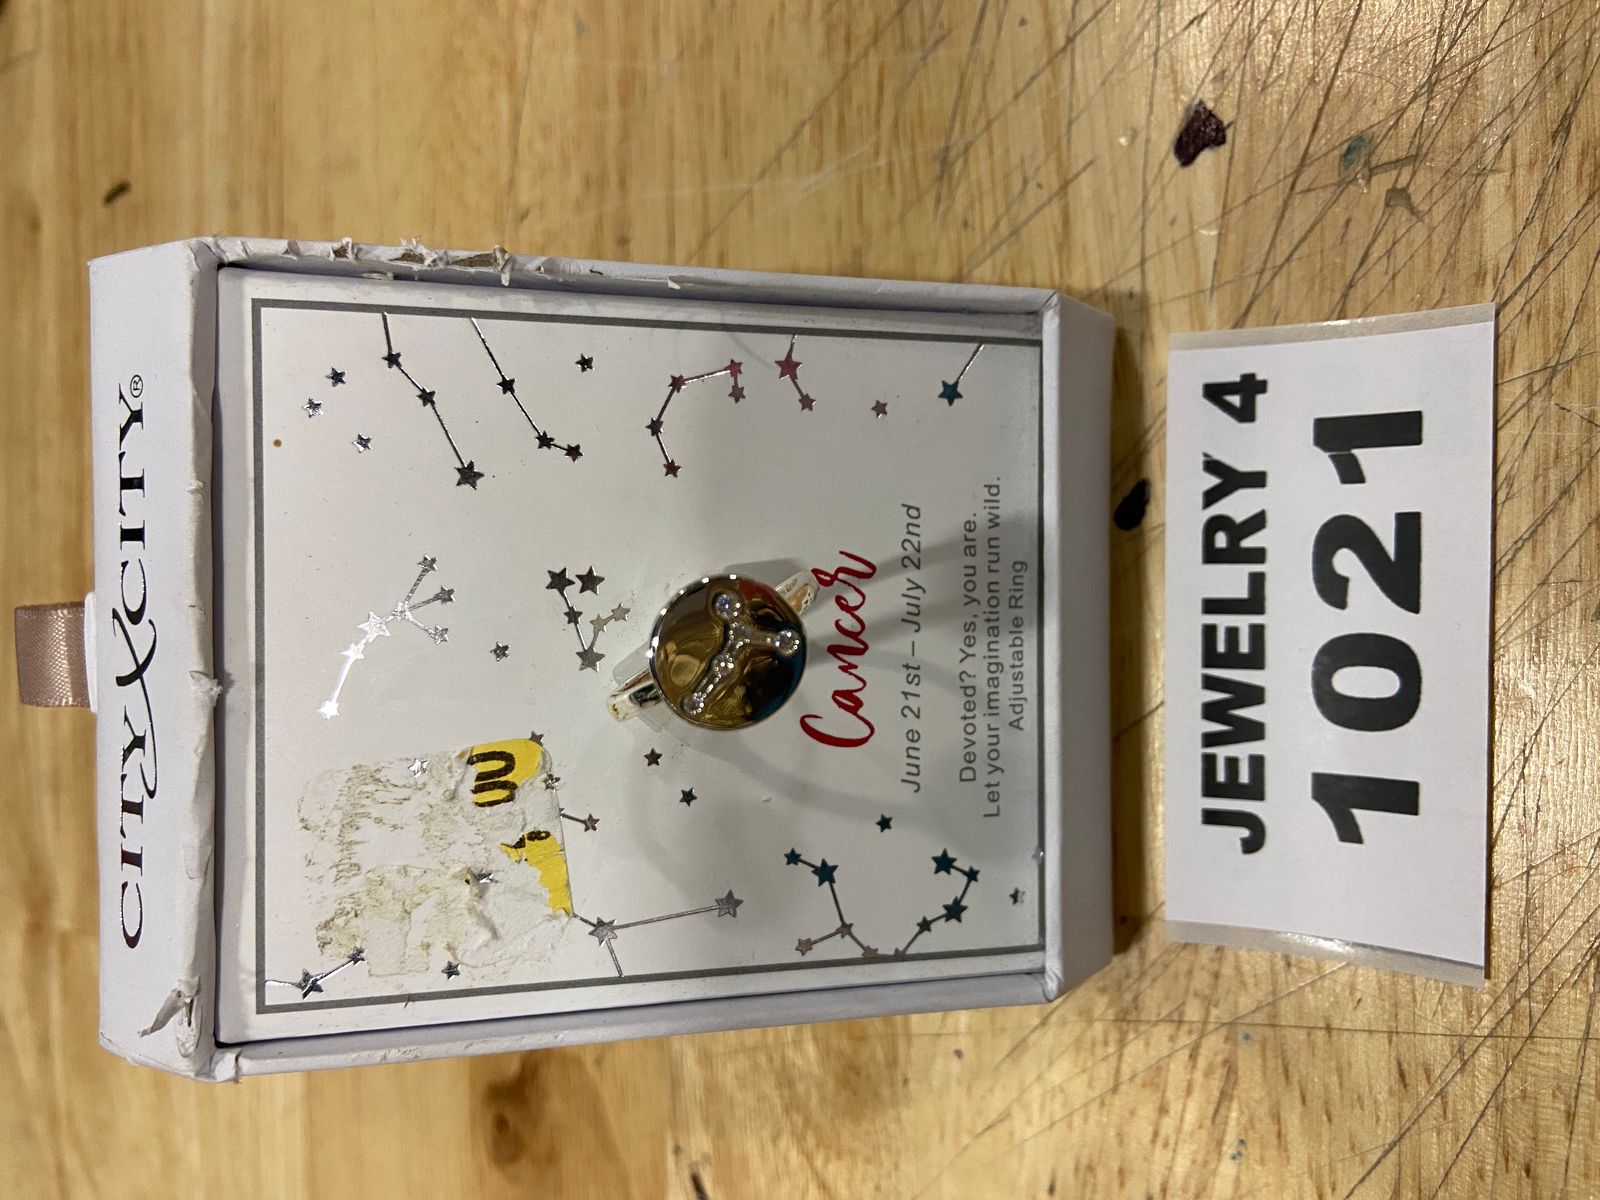 CITY X CITY®
Cancer
June 21st – July 22nd
Devoted? Yes, you are.
Let your imagination run wild.
Adjustable Ring
JEWELRY 4
1021